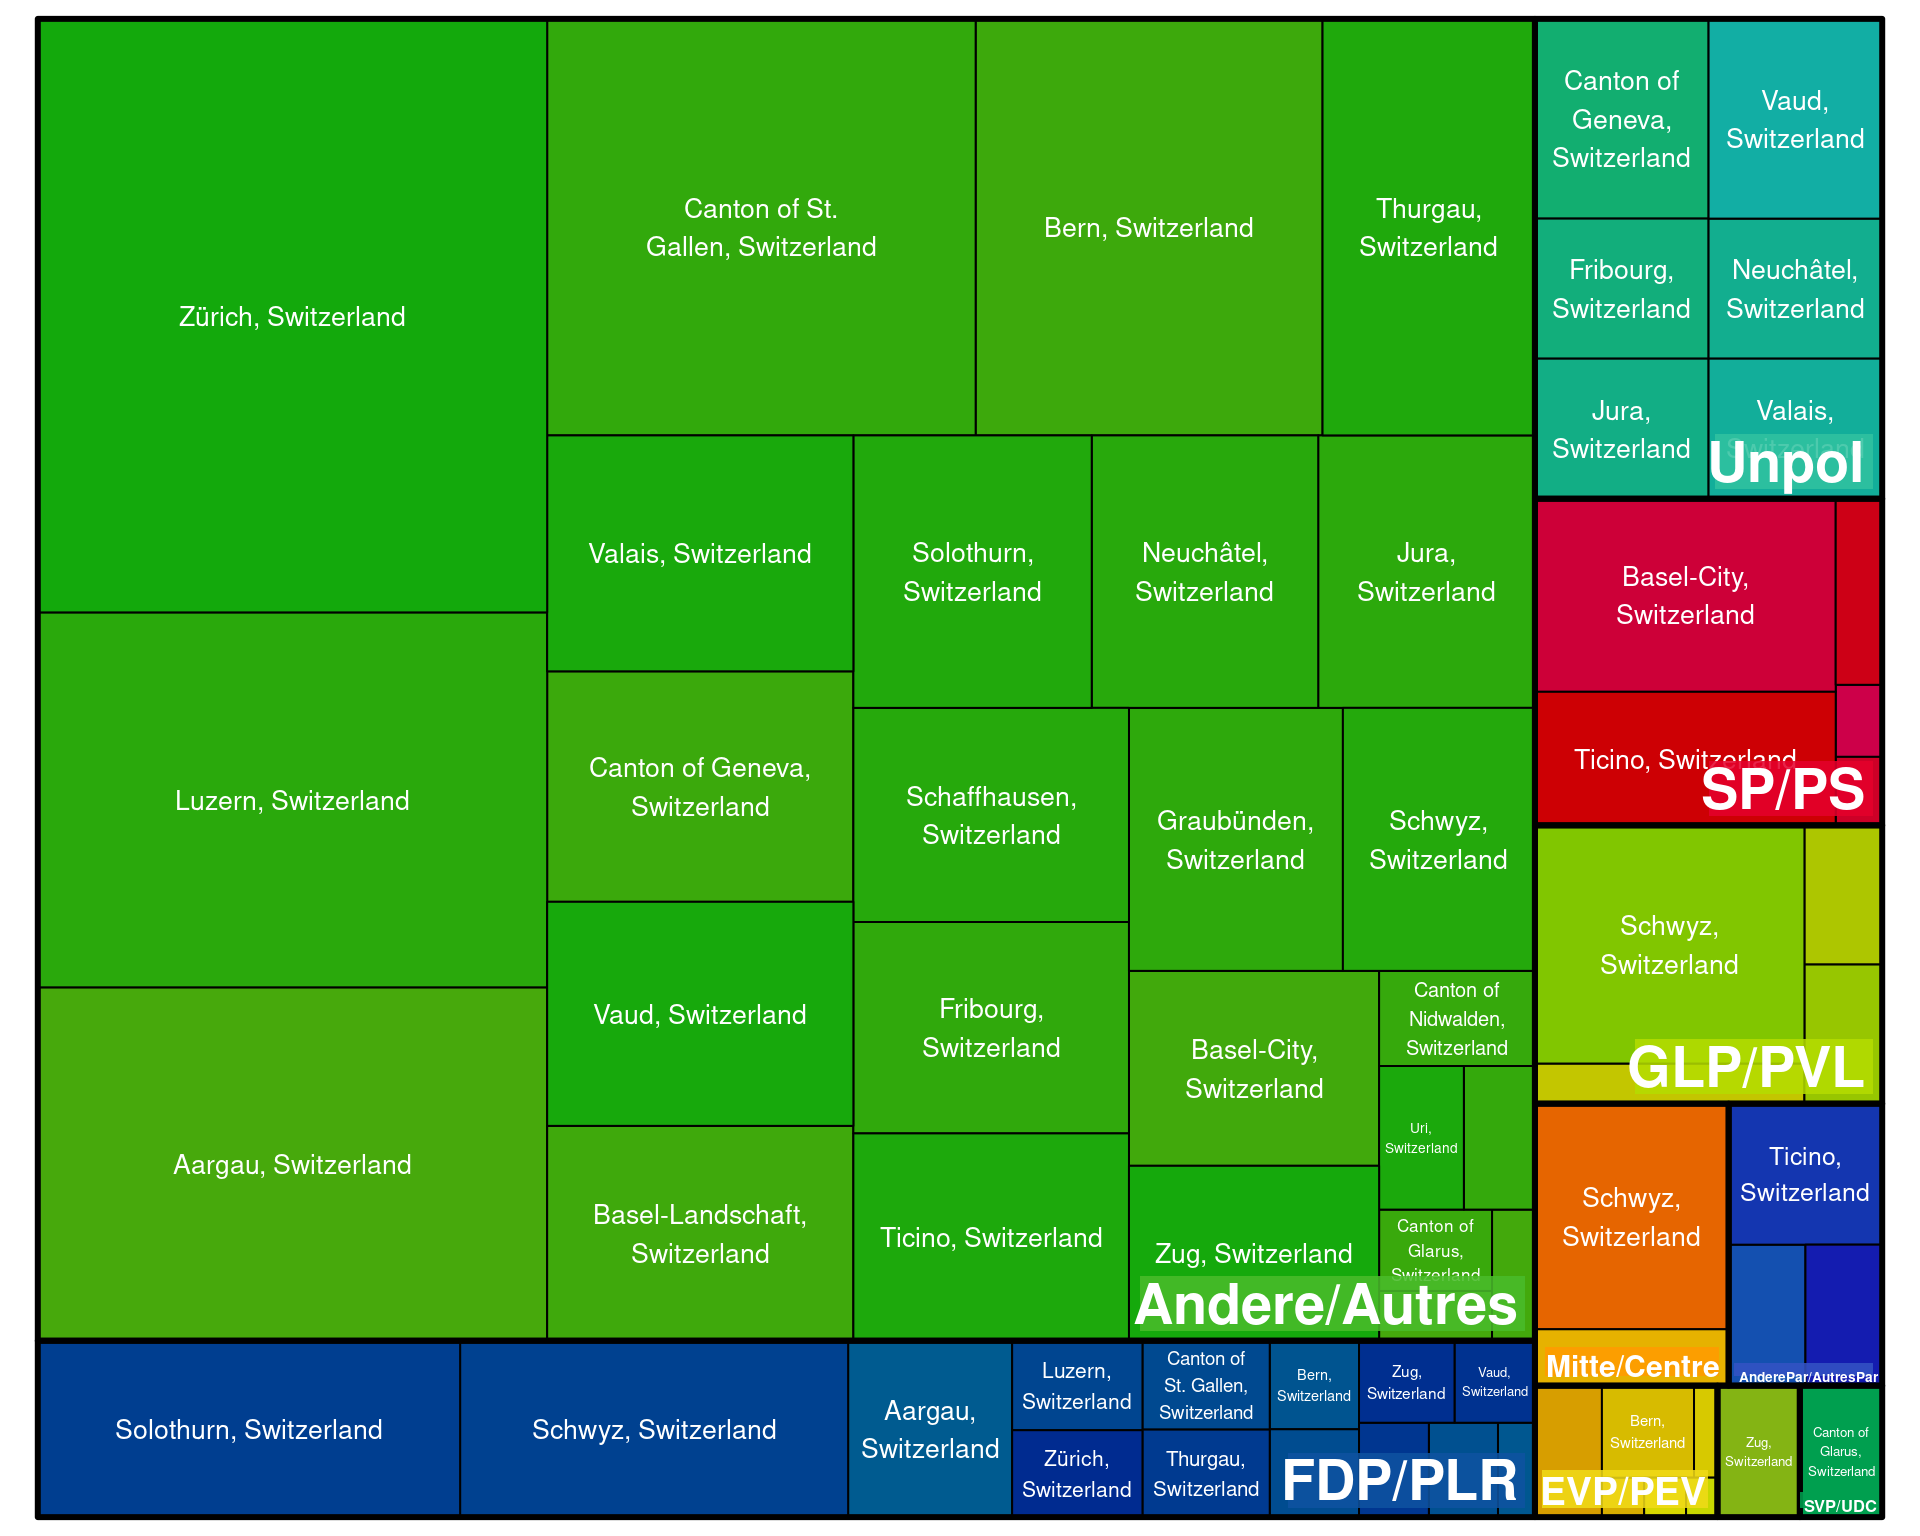 Zürich, Switzerland
Luzern, Switzerland
Aargau, Switzerland
Canton of St.
Gallen, Switzerland
Bern, Switzerland
Thurgau,
Switzerland
Valais, Switzerland
Canton of Geneva,
Switzerland
Vaud, Switzerland
Basel-Landschaft,
Switzerland
Solothurn,
Switzerland
Neuchâtel,
Switzerland
Jura,
Switzerland
Schaffhausen,
Switzerland
Fribourg,
Switzerland
Ticino, Switzerland
Graubünden,
Switzerland
Schwyz,
Switzerland
Basel-City,
Switzerland
Zug, Switzerland
Canton of
Nidwalden,
Switzerland
Uri,
Switzerland
Canton of
Glarus,
Switzerland
Andere/Autres
Solothurn, Switzerland
Schwyz, Switzerland
Aargau,
Switzerland
Luzern,
Switzerland
Zürich,
Switzerland
Canton of
St. Gallen,
Switzerland
Thurgau,
Switzerland
Bern,
Switzerland
Zug,
Switzerland
Vaud,
Switzerland
FDP/PLR
Canton of
Geneva,
Switzerland
Vaud,
Switzerland
Fribourg,
Switzerland
Neuchâtel,
Switzerland
Jura,
Switzerland
Valais,
Switzerland
Unpol
Basel-City,
Switzerland
Ticino, Switzerland
SP/PS
Schwyz,
Switzerland
GLP/PVL
Schwyz,
Switzerland
Mitte/Centre
Ticino,
Switzerland
AnderePar/AutresPar
Bern,
Switzerland
EVP/PEV
Zug,
Switzerland
Canton of
Glarus,
Switzerland
SVP/UDC